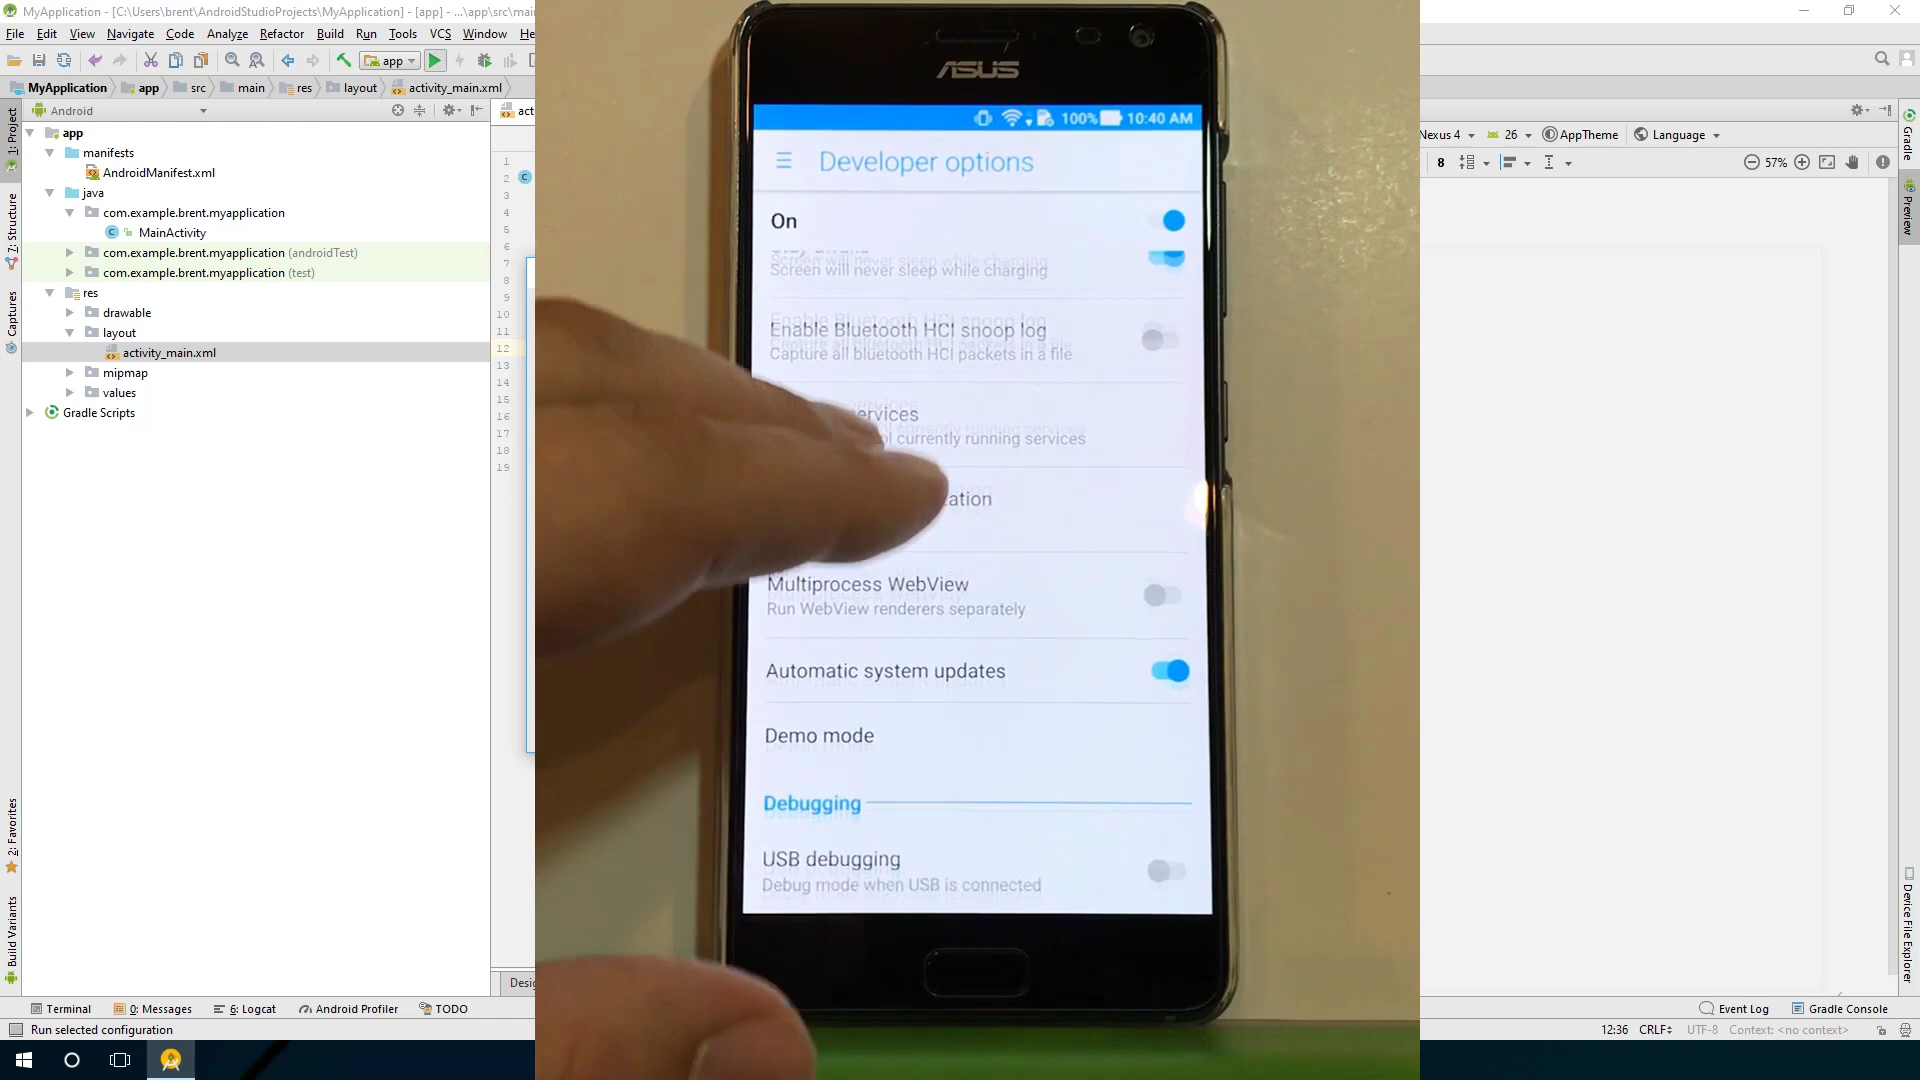 MyApplication - [C:\Users\brent\AndroidStudioProjects\MyApplication] - [app] - ...\app\src\mai
File Edit View Navigate Code Analyze Refactor Build Run Tools VCS Window He
app
MyApplication app src main res layout activity_main.xml
Android
act
1: Project
7: Structure
Captures
2: Favorites
Build Variants
app
manifests
AndroidManifest.xml
java
com.example.brent.myapplication
MainActivity
com.example.brent.myapplication (androidTest)
com.example.brent.myapplication (test)
res
drawable
layout
activity_main.xml
mipmap
values
Gradle Scripts
1
2
3
4
5
6
7
8
9
10
11
12
13
14
15
16
17
18
19
Desig
ASUS
100% 10:40 AM
Developer options
On
Screen will never sleep while charging
Enable Bluetooth HCI snoop log
Capture all bluetooth HCI packets in a file
ervices
ol currently running services
ation
Multiprocess WebView
Run WebView renderers separately
Automatic system updates
Demo mode
Debugging
USB debugging
Debug mode when USB is connected
Nexus 4 26 AppTheme Language
8 57%
Gradle
Preview
Device File Explorer
Terminal 0: Messages 6: Logcat Android Profiler TODO
Event Log Gradle Console
Run selected configuration
12:36 CRLF UTF-8 Context: <no context>